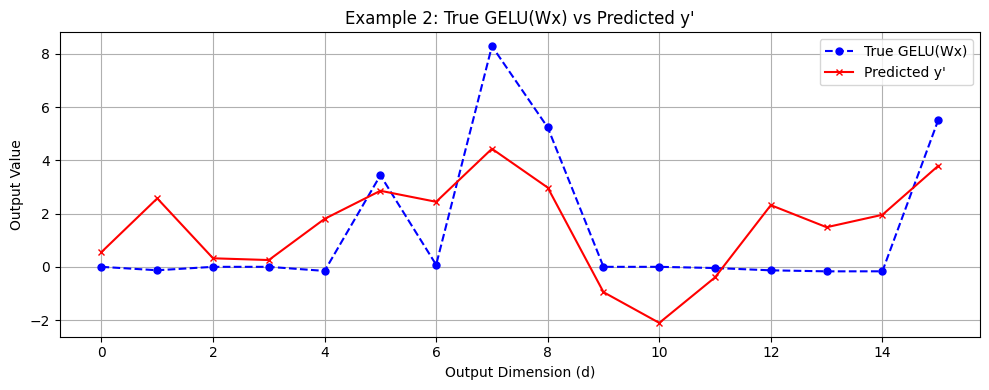 Example 2: True GELU(Wx) vs Predicted y'
True GELU(Wx)
Predicted y'
Output Value
8
6
4
2
0
−2
0 2 4 6 8 10 12 14
Output Dimension (d)